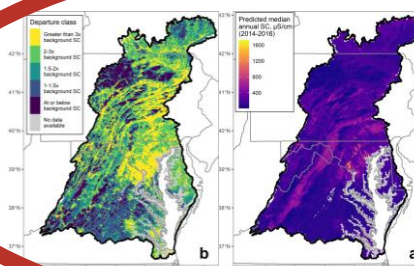 Departure class
Greater than 3x
background SC
2-3x
background SC
1.5-2x
background SC
1-1.5x
background SC
At or below
background SC
No data
available
42°N
41°N
40°N
39°N
38°N
37°N
b
Predicted median
annual SC, µS/cm
(2014-2016)
1600
1200
800
400
42°N
41°N
40°N
39°N
38°N
37°N
a